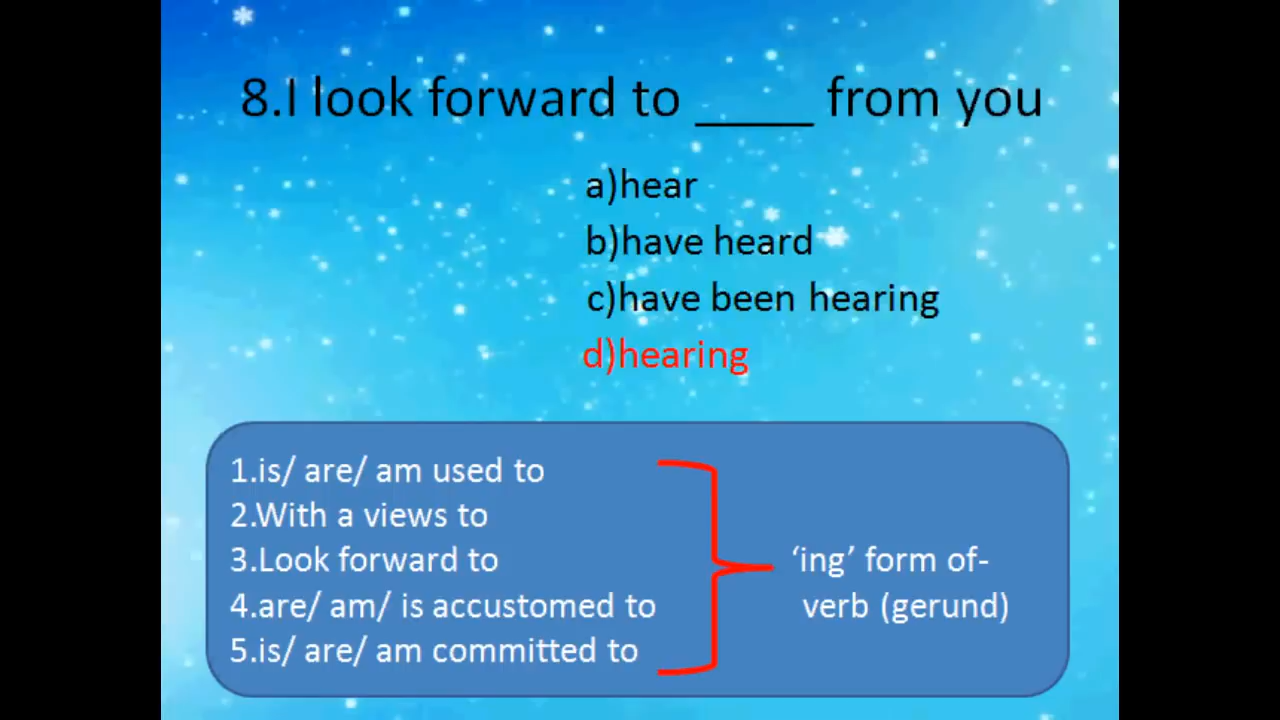 8.I look forward to ____ from you
a)hear
b)have heard
c)have been hearing
d)hearing
1.is/ are/ am used to
2.With a views to
3.Look forward to
4.are/ am/ is accustomed to
5.is/ are/ am committed to
‘ing’ form of-
verb (gerund)